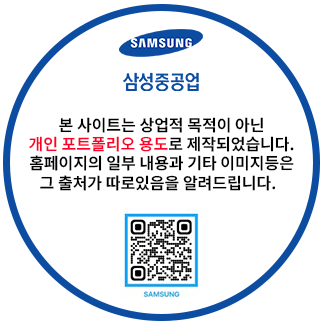 SAMSUNG
삼성중공업
본 사이트는 상업적 목적이 아닌
개인 포트폴리오 용도로 제작되었습니다.
홈페이지의 일부 내용과 기타 이미지등은
그 출처가 따로있음을 알려드립니다.
SAMSUNG